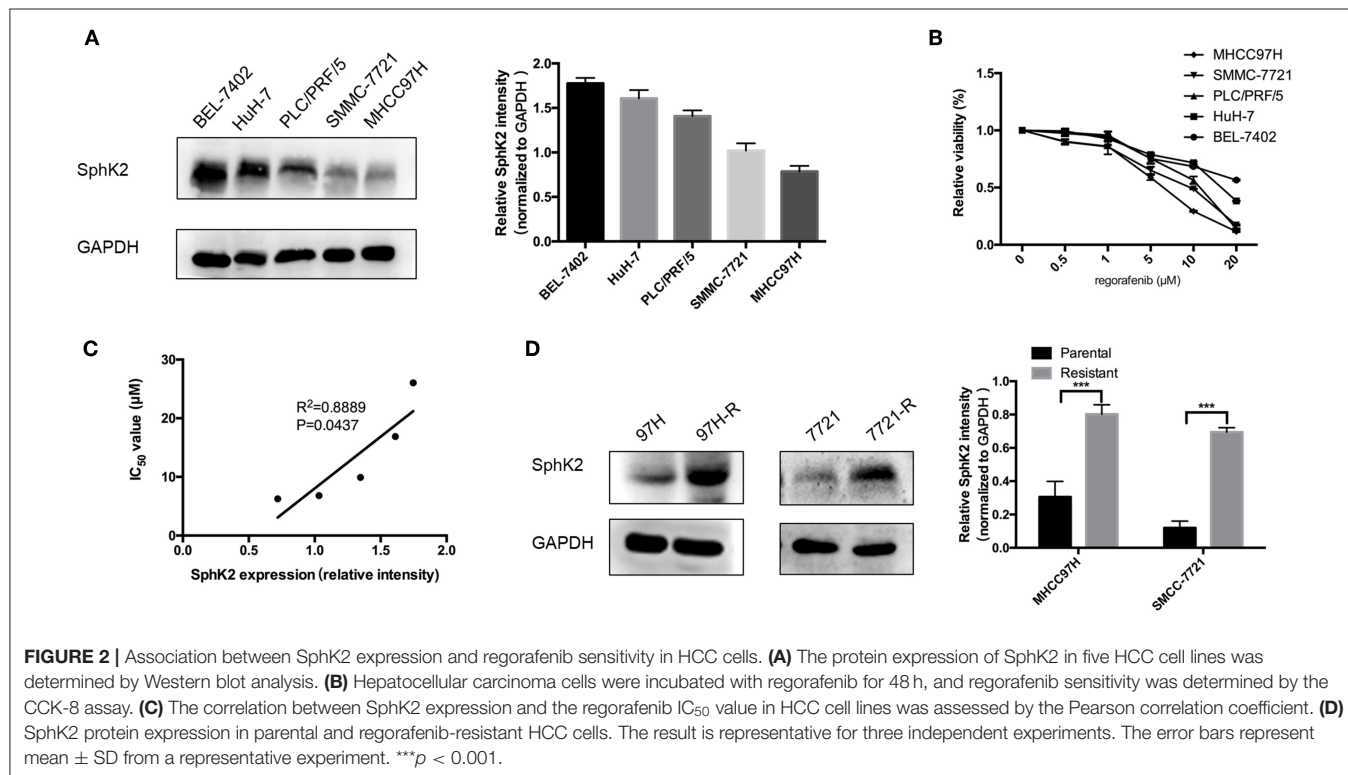 A
BEL-7402
HuH-7
PLC/PRF/5
SMMC-7721
MHCC97H
SphK2
GAPDH
Relative SphK2 intensity
(normalized to GAPDH)
2.0
1.5
1.0
0.5
0.0
BEL-7402
HuH-7
PLC/PRF/5
SMMC-7721
MHCC97H
B
MHCC97H
SMMC-7721
PLC/PRF/5
HuH-7
BEL-7402
Relative viability (%)
1.5
1.0
0.5
0.0
0
0.5
1
5
10
20
regorafenib (μM)
C
IC50 value (μM)
30
20
10
0
R²=0.8889
P=0.0437
0.0
0.5
1.0
1.5
2.0
SphK2 expression (relative intensity)
D
97H
97H-R
7721
7721-R
SphK2
GAPDH
Parental
Resistant
Relative SphK2 intensity
(normalized to GAPDH )
1.0
0.8
0.6
0.4
0.2
0.0
***
***
MHCC97H
SMCC-7721
FIGURE 2 | Association between SphK2 expression and regorafenib sensitivity in HCC cells. (A) The protein expression of SphK2 in five HCC cell lines was
determined by Western blot analysis. (B) Hepatocellular carcinoma cells were incubated with regorafenib for 48 h, and regorafenib sensitivity was determined by the
CCK-8 assay. (C) The correlation between SphK2 expression and the regorafenib IC50 value in HCC cell lines was assessed by the Pearson correlation coefficient. (D)
SphK2 protein expression in parental and regorafenib-resistant HCC cells. The result is representative for three independent experiments. The error bars represent
mean ± SD from a representative experiment. ***p < 0.001.